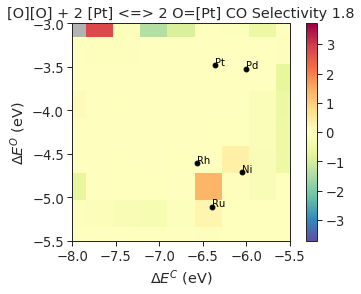 [O][O] + 2 [Pt] <=> 2 O=[Pt] CO Selectivity 1.8
−3.0
−3.5
−4.0
−4.5
−5.0
−5.5
ΔE^O (eV)
Pt
Pd
Rh
Ni
Ru
−8.0 −7.5 −7.0 −6.5 −6.0 −5.5
ΔE^C (eV)
3
2
1
0
−1
−2
−3